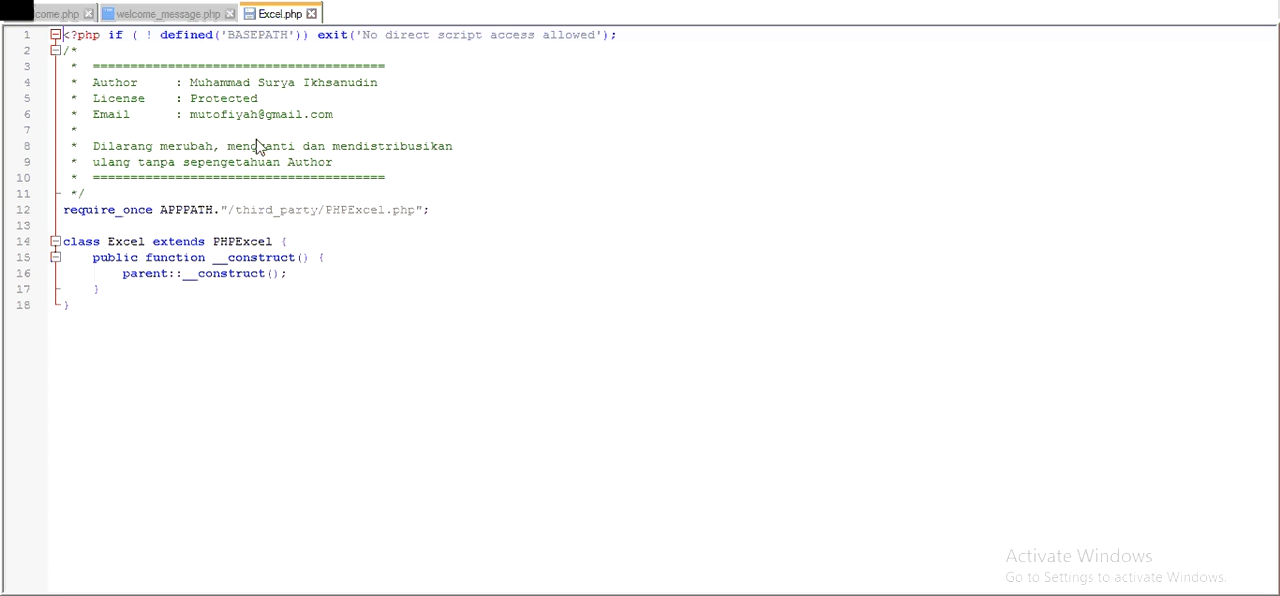 come.php welcome_message.php Excel.php
1 <?php if ( ! defined('BASEPATH')) exit('No direct script access allowed');
2 /*
3 * =======================================
4 * Author : Muhammad Surya Ikhsanudin
5 * License : Protected
6 * Email : mutofiyah@gmail.com
7 *
8 * Dilarang merubah, mengganti dan mendistribusikan
9 * ulang tanpa sepengetahuan Author
10 * =======================================
11 */
12 require_once APPPATH."/third_party/PHPExcel.php";
13
14 class Excel extends PHPExcel {
15 public function __construct() {
16 parent::__construct();
17 }
18 }
Activate Windows
Go to Settings to activate Windows.